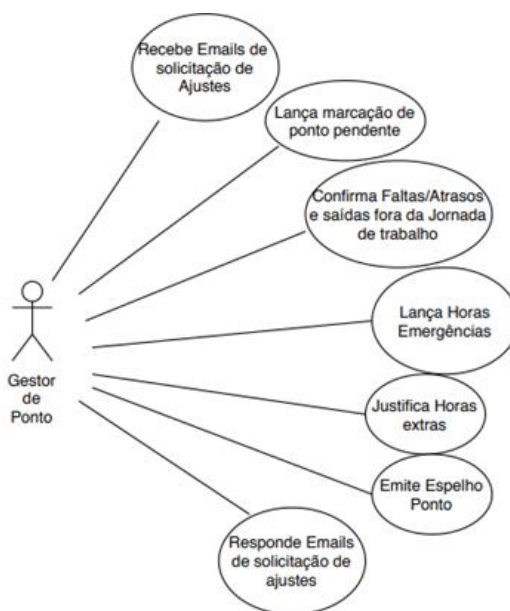 Recebe Emails de
solicitação de
Ajustes
Lança marcação de
ponto pendente
Confirma Faltas/Atrasos
e saídas fora da Jornada
de trabalho
Lança Horas
Emergências
Gestor
de
Ponto
Justifica Horas
extras
Emite Espelho
Ponto
Responde Emails
de solicitação de
ajustes